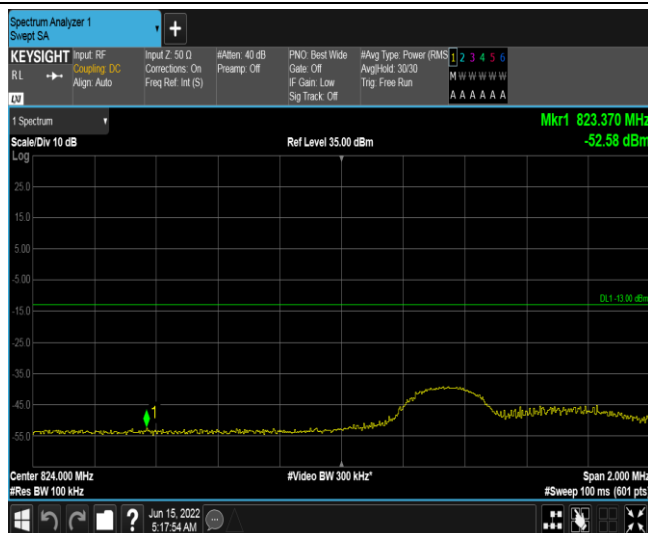 Spectrum Analyzer 1
Swept SA
+
KEYSIGHT
RL
LXI
Input: RF
Coupling: DC
Align: Auto
Input Z: 50 Ω
Corrections: On
Freq Ref: Int (S)
#Atten: 40 dB
Preamp: Off
PNO: Best Wide
Gate: Off
IF Gain: Low
Sig Track: Off
#Avg Type: Power (RMS
Avg|Hold: 30/30
Trig: Free Run
1 2 3 4 5 6
M W W W W W
A A A A A A
1 Spectrum
Mkr1 823.370 MHz
-52.58 dBm
Scale/Div 10 dB
Ref Level 35.00 dBm
Log
25.0
15.0
5.00
-5.00
DL1 -13.00 dBm
-15.0
-25.0
-35.0
-45.0
1
-55.0
Center 824.000 MHz
#Video BW 300 kHz*
Span 2.000 MHz
#Res BW 100 kHz
#Sweep 100 ms (601 pts)
?
Jun 15, 2022
5:17:54 AM